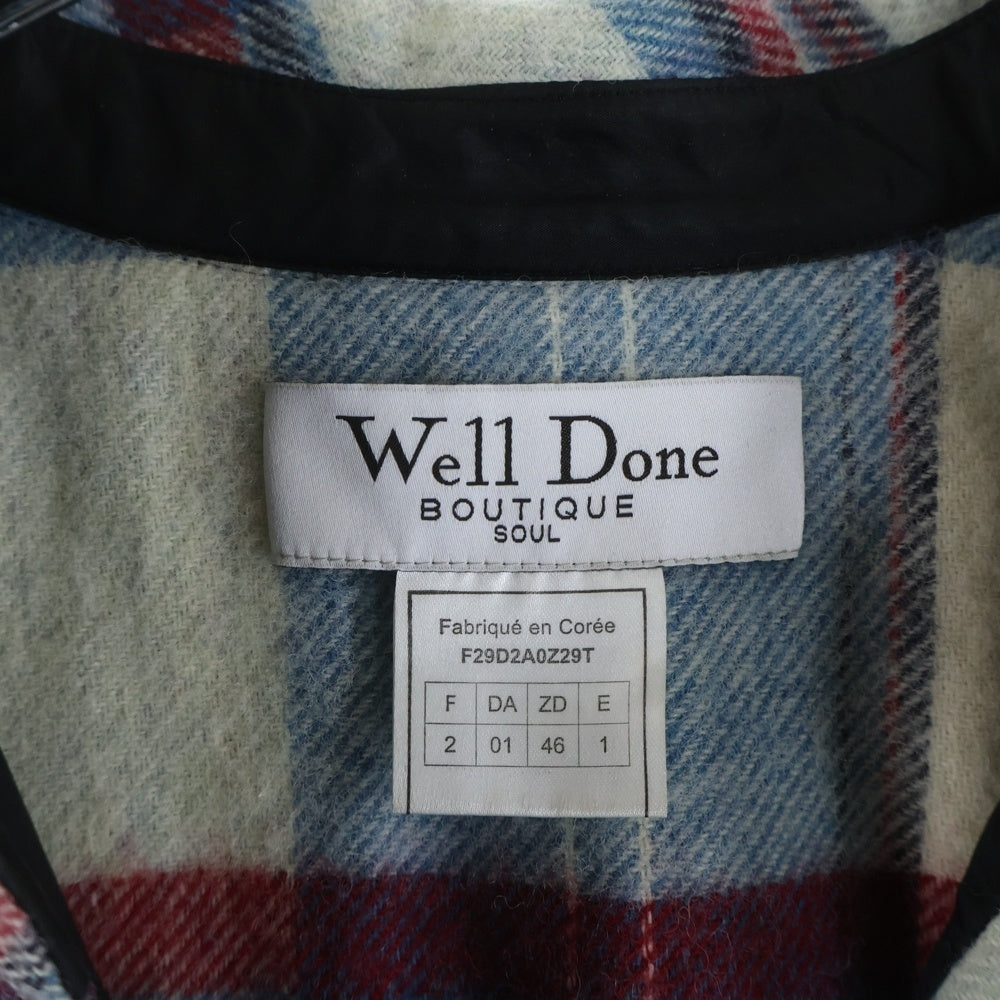 Well Done
BOUTIQUE
SOUL
Fabriqué en Corée
F29D2A0Z29T
F DA ZD E
2 01 46 1